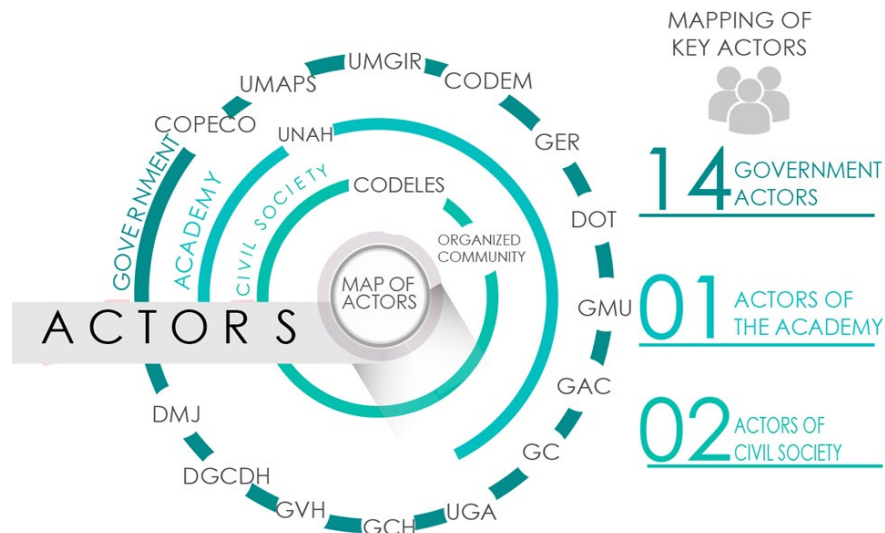 MAPPING OF
KEY ACTORS
UMGIR
UMAPS
CODEM
COPECO
UNAH
GER
GOVERNMENT
ACADEMY
CIVIL SOCIETY
CODELES
14 GOVERNMENT
ACTORS
DOT
ORGANIZED
COMMUNITY
MAP OF
ACTORS
ACTORS
GMU
01 ACTORS OF
THE ACADEMY
GAC
DMJ
GC
02 ACTORS OF
CIVIL SOCIETY
DGCDH
GVH
GCH
UGA